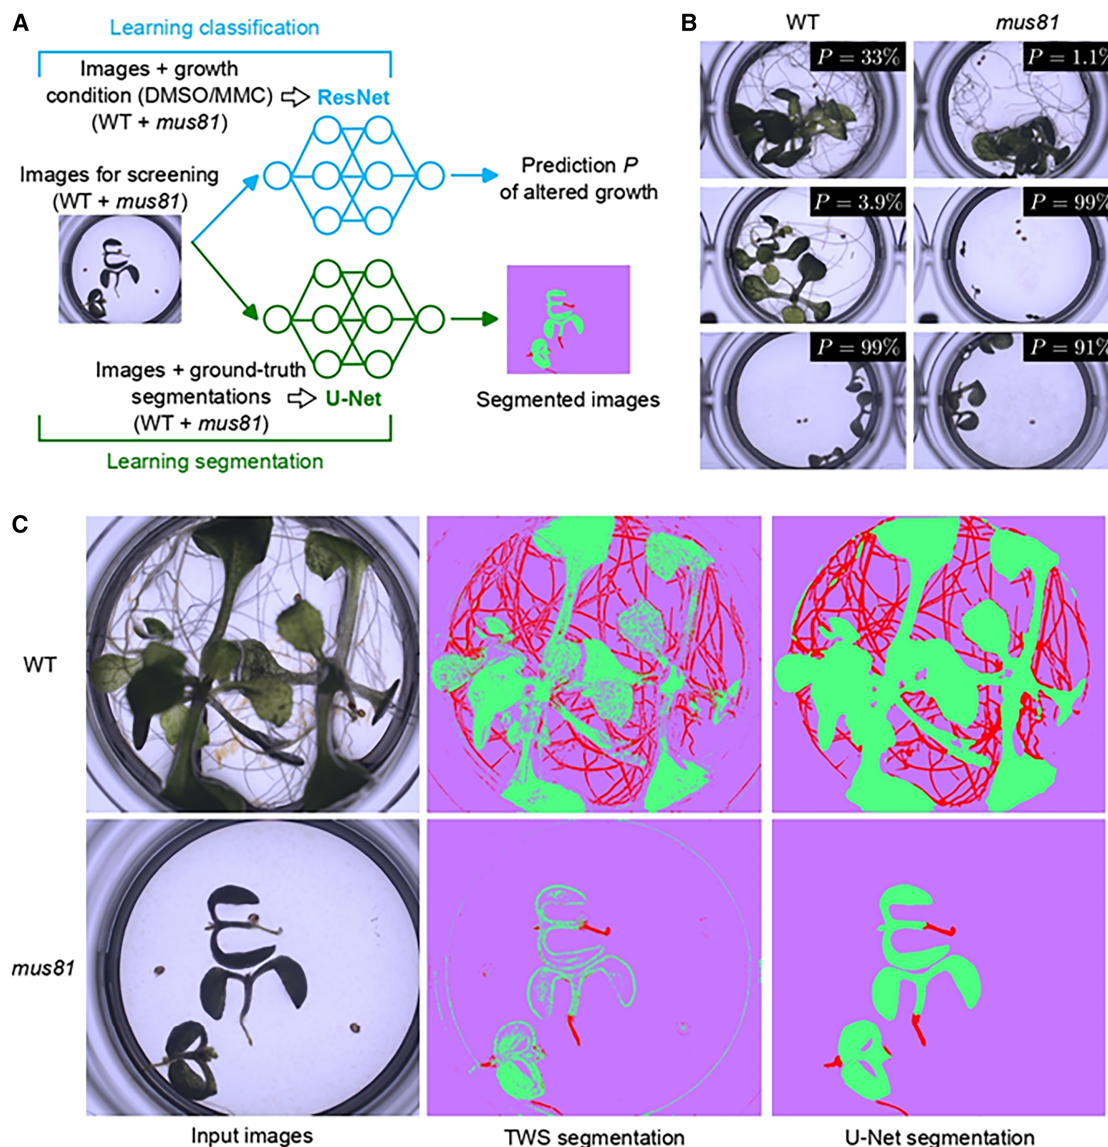 A
Learning classification
Images + growth
condition (DMSO/MMC)
(WT + mus81)
ResNet
Images for screening
(WT + mus81)
Prediction P
of altered growth
Images + ground-truth
segmentations
(WT + mus81)
U-Net
Segmented images
Learning segmentation
B
WT
mus81
P = 33%
P = 1.1%
P = 3.9%
P = 99%
P = 99%
P = 91%
C
WT
mus81
Input images
TWS segmentation
U-Net segmentation